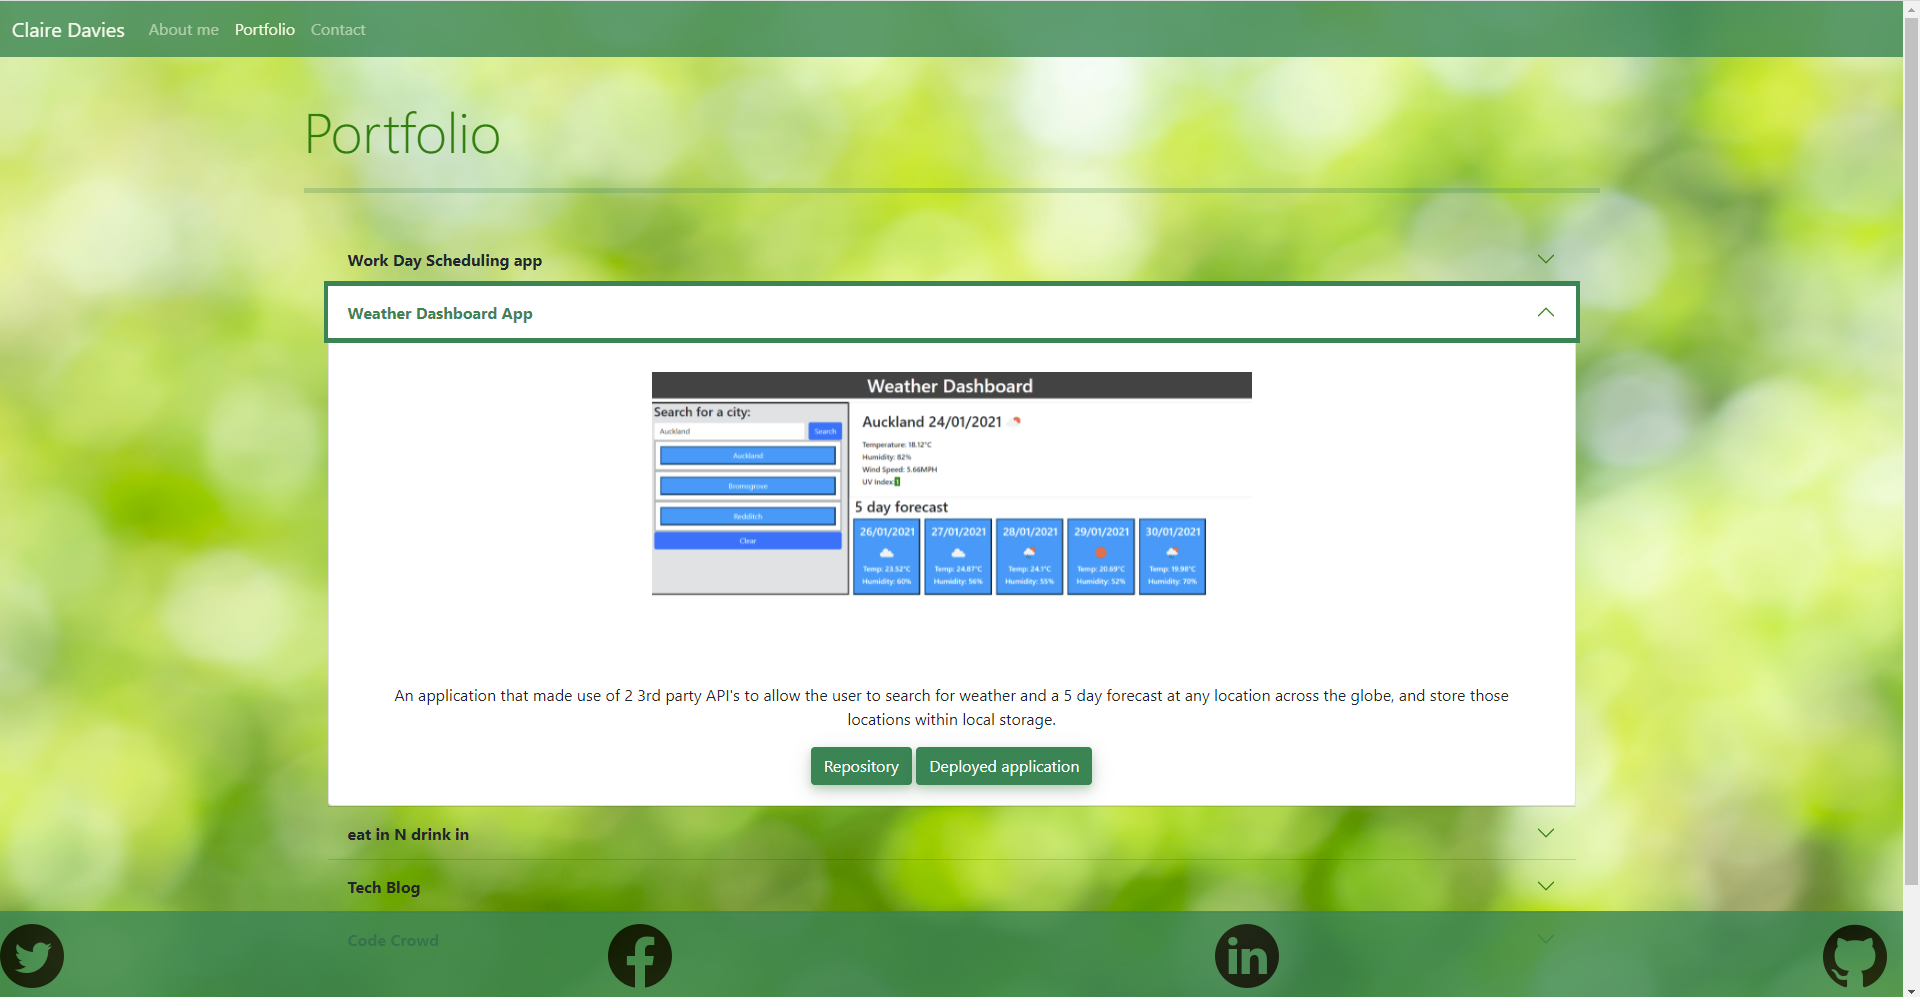 Claire Davies About me Portfolio Contact
Portfolio
Work Day Scheduling app
Weather Dashboard App
Weather Dashboard
Search for a city:
Auckland Search
Auckland
Bromsgrove
Redditch
Clear
Auckland 24/01/2021
Temperature: 18.12°C
Humidity: 82%
Wind Speed: 5.66MPH
UV Index: 1
5 day forecast
26/01/2021 27/01/2021 28/01/2021 29/01/2021 30/01/2021
Temp: 23.52°C Temp: 24.87°C Temp: 24.1°C Temp: 20.69°C Temp: 19.98°C
Humidity: 60% Humidity: 56% Humidity: 55% Humidity: 52% Humidity: 70%
An application that made use of 2 3rd party API's to allow the user to search for weather and a 5 day forecast at any location across the globe, and store those
locations within local storage.
Repository Deployed application
eat in N drink in
Tech Blog
Code Crowd
in